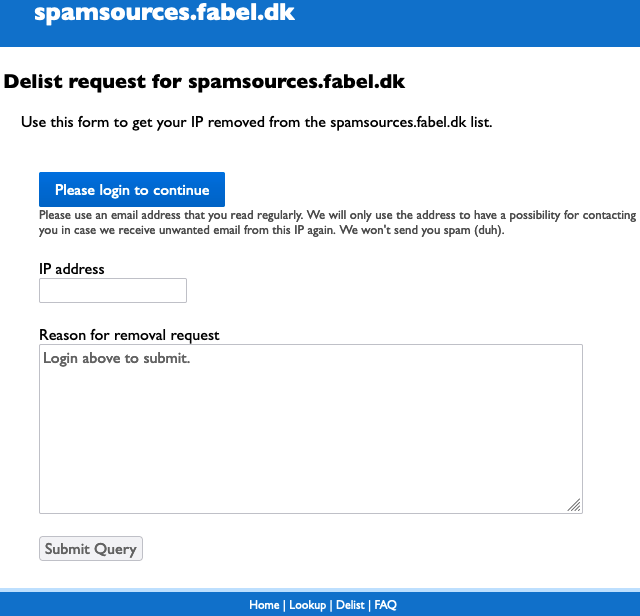 spamsources.fabel.dk
Delist request for spamsources.fabel.dk
Use this form to get your IP removed from the spamsources.fabel.dk list.
Please login to continue
Please use an email address that you read regularly. We will only use the address to have a possibility for contacting
you in case we receive unwanted email from this IP again. We won't send you spam (duh).
IP address
Reason for removal request
Login above to submit.
Submit Query
Home | Lookup | Delist | FAQ